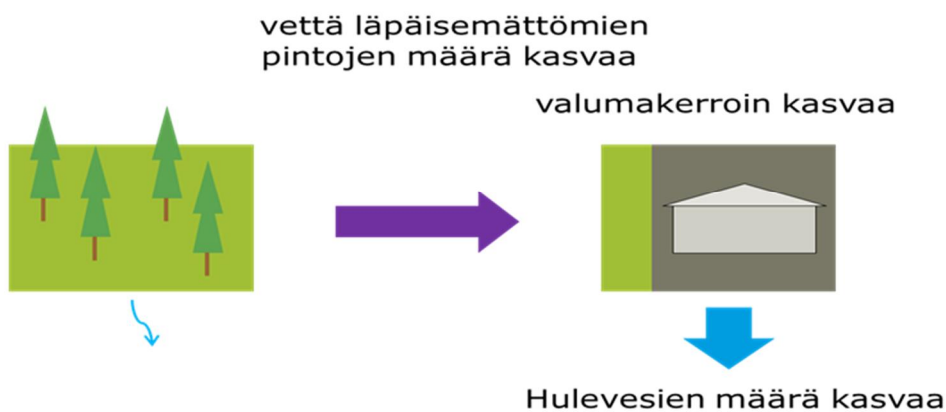 vettä läpäisemättömien
pintojen määrä kasvaa
valumakerroin kasvaa
Hulevesien määrä kasvaa